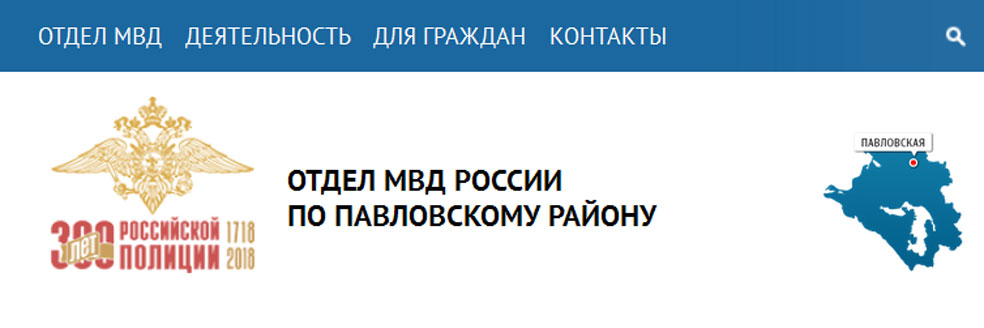 ОТДЕЛ МВД ДЕЯТЕЛЬНОСТЬ ДЛЯ ГРАЖДАН КОНТАКТЫ
ПАВЛОВСКАЯ
ОТДЕЛ МВД РОССИИ
ПО ПАВЛОВСКОМУ РАЙОНУ
300 лет РОССИЙСКОЙ ПОЛИЦИИ 1718 2018